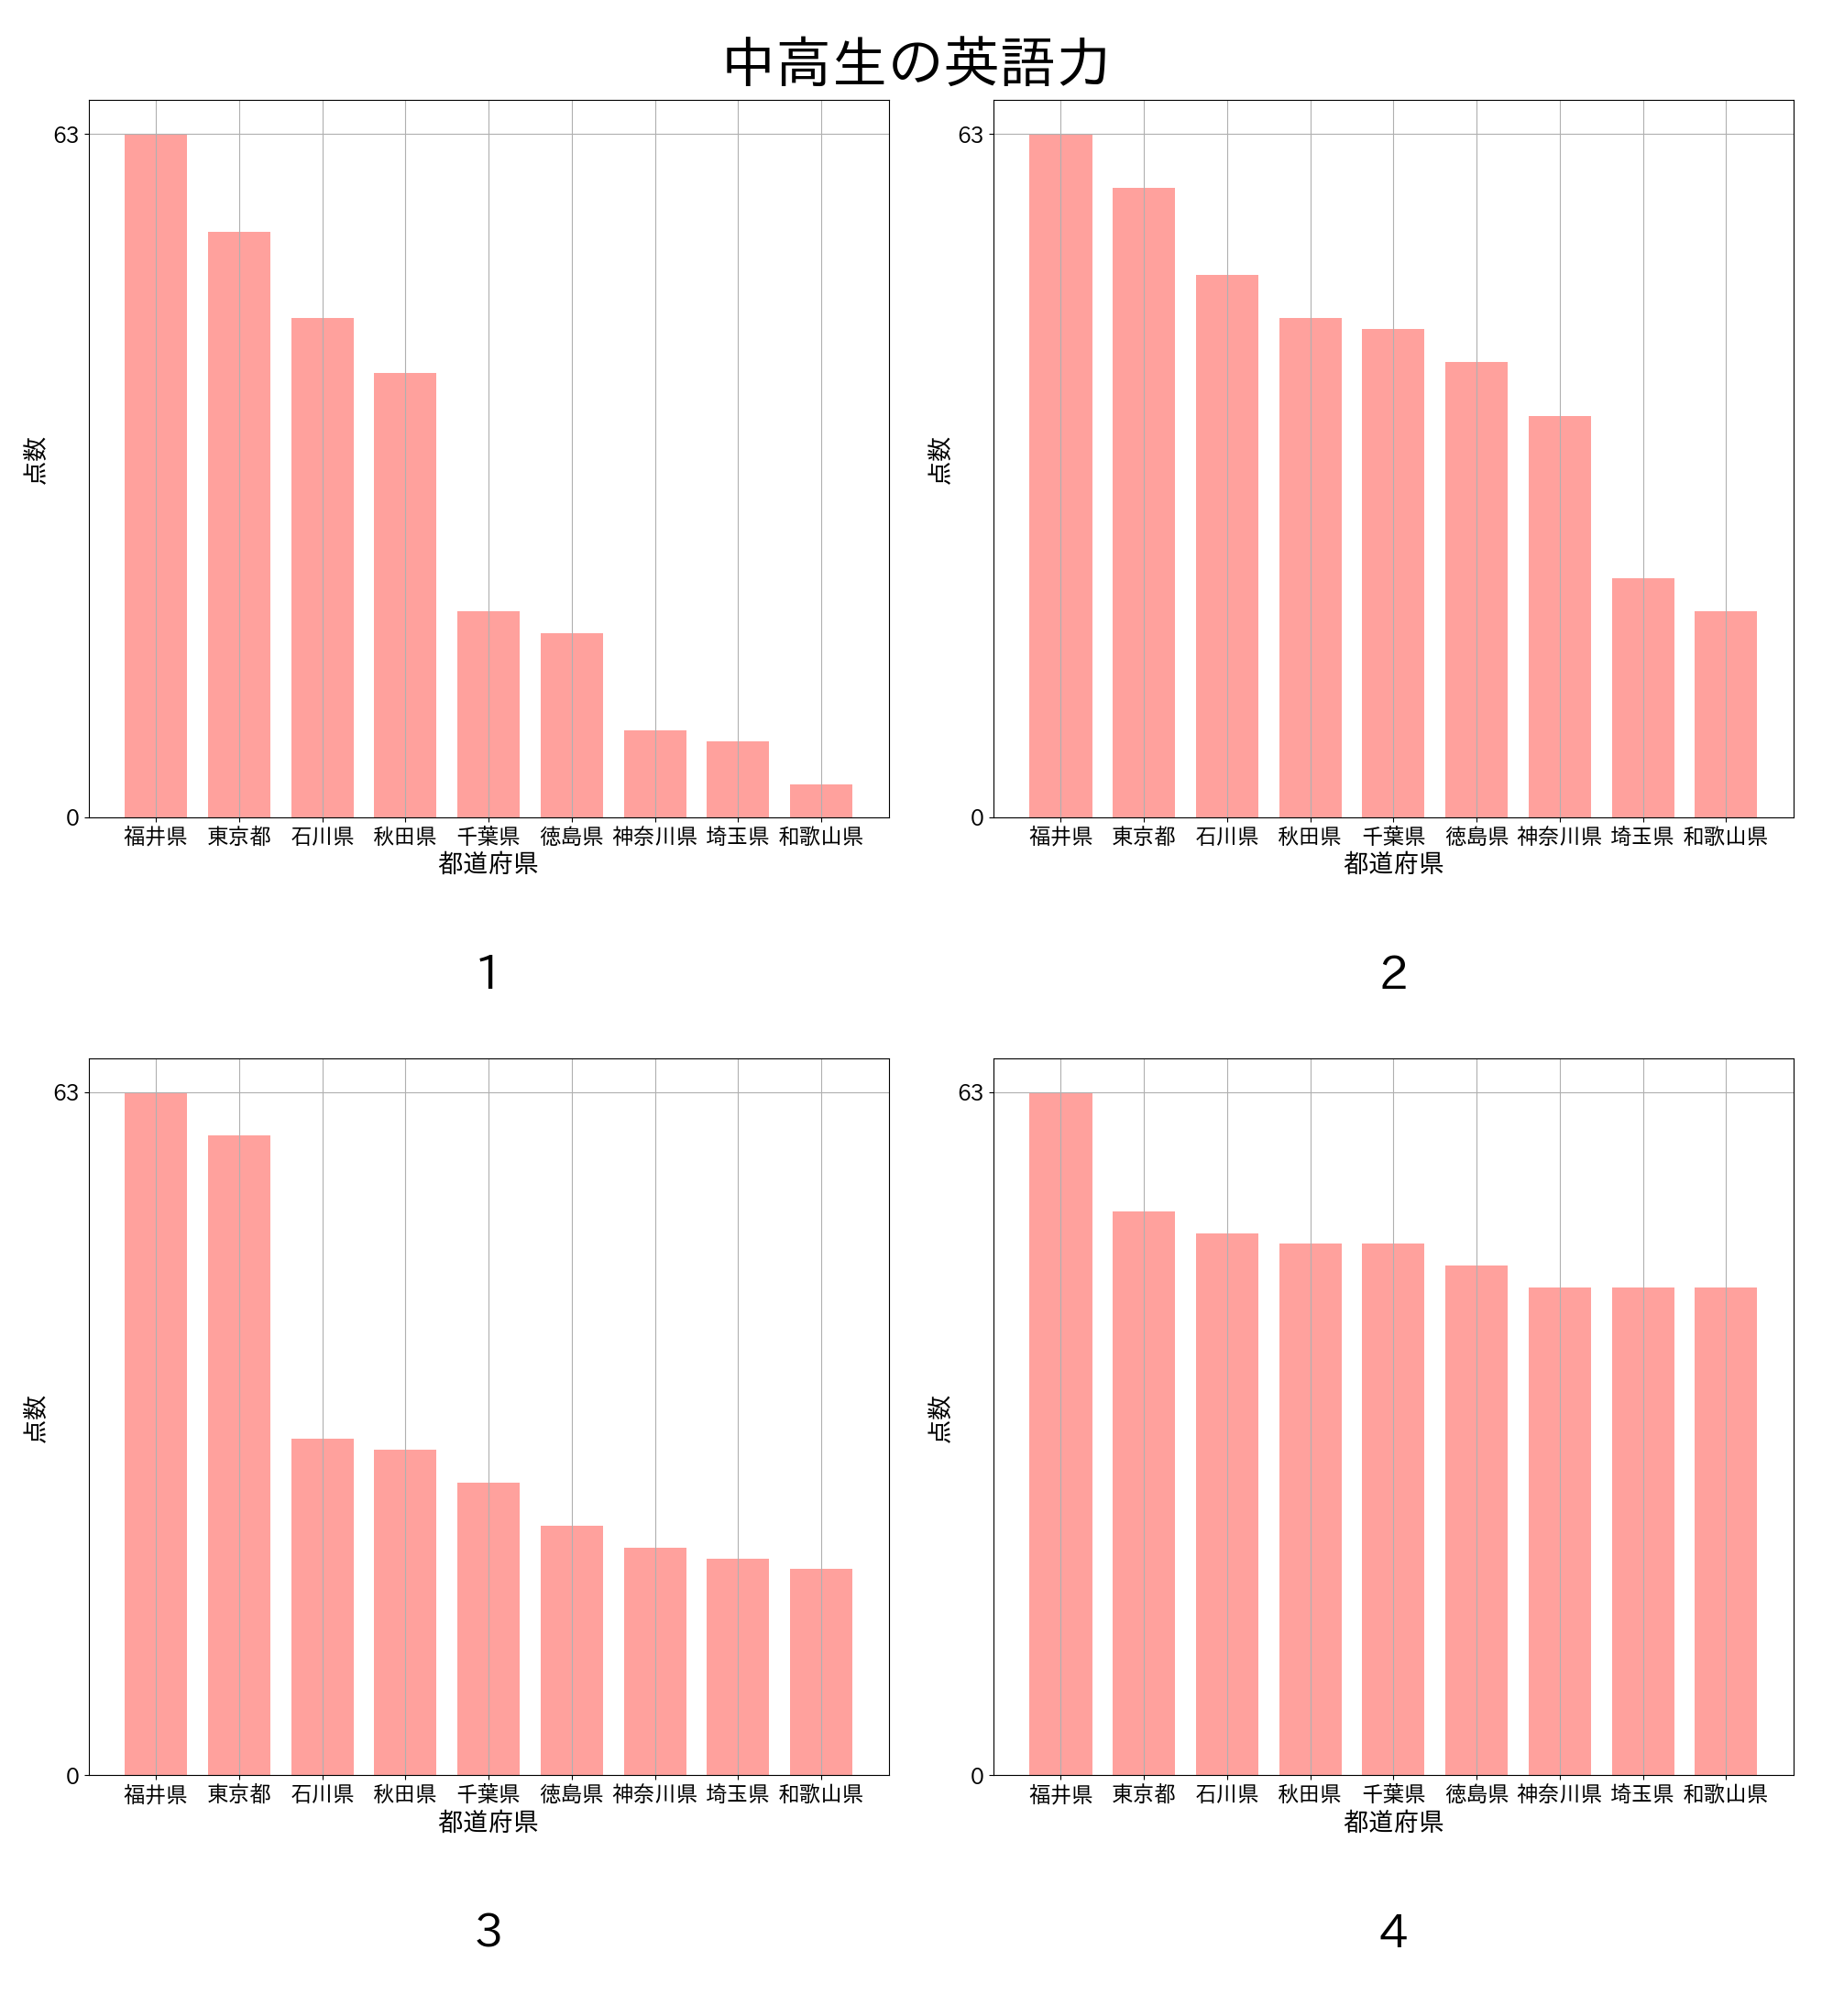 中高生の英語力
63
0
点数
福井県 東京都 石川県 秋田県 千葉県 徳島県 神奈川県 埼玉県 和歌山県
都道府県
1
63
0
点数
福井県 東京都 石川県 秋田県 千葉県 徳島県 神奈川県 埼玉県 和歌山県
都道府県
2
63
0
点数
福井県 東京都 石川県 秋田県 千葉県 徳島県 神奈川県 埼玉県 和歌山県
都道府県
3
63
0
点数
福井県 東京都 石川県 秋田県 千葉県 徳島県 神奈川県 埼玉県 和歌山県
都道府県
4